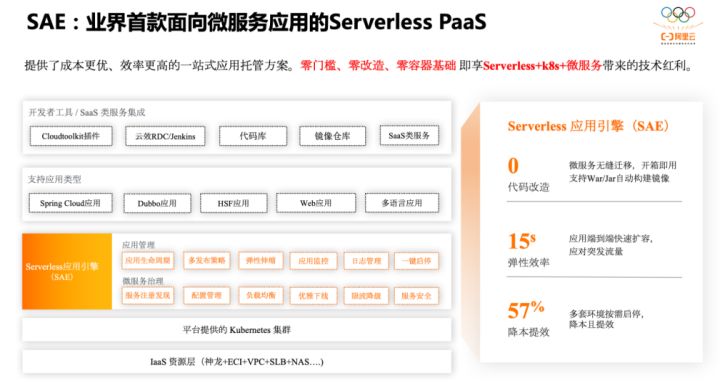 SAE：业界首款面向微服务应用的Serverless PaaS
阿里云
提供了成本更优、效率更高的一站式应用托管方案。零门槛、零改造、零容器基础 即享Serverless+k8s+微服务带来的技术红利。
开发者工具 / SaaS 类服务集成
Cloudtoolkit插件
云效RDC/Jenkins
代码库
镜像仓库
SaaS类服务
支持应用类型
Spring Cloud应用
Dubbo应用
HSF应用
Web应用
多语言应用
Serverless应用引擎
（SAE）
应用管理
应用生命周期
多发布策略
弹性伸缩
应用监控
日志管理
一键启停
微服务治理
服务注册发现
配置管理
负载均衡
优雅下线
限流降级
服务安全
平台提供的 Kubernetes 集群
IaaS 资源层（神龙+ECI+VPC+SLB+NAS….)
Serverless 应用引擎（SAE）
0
代码改造
微服务无缝迁移，开箱即用
支持War/Jar自动构建镜像
15s
弹性效率
应用端到端快速扩容，
应对突发流量
57%
降本提效
多套环境按需启停，
降本且提效